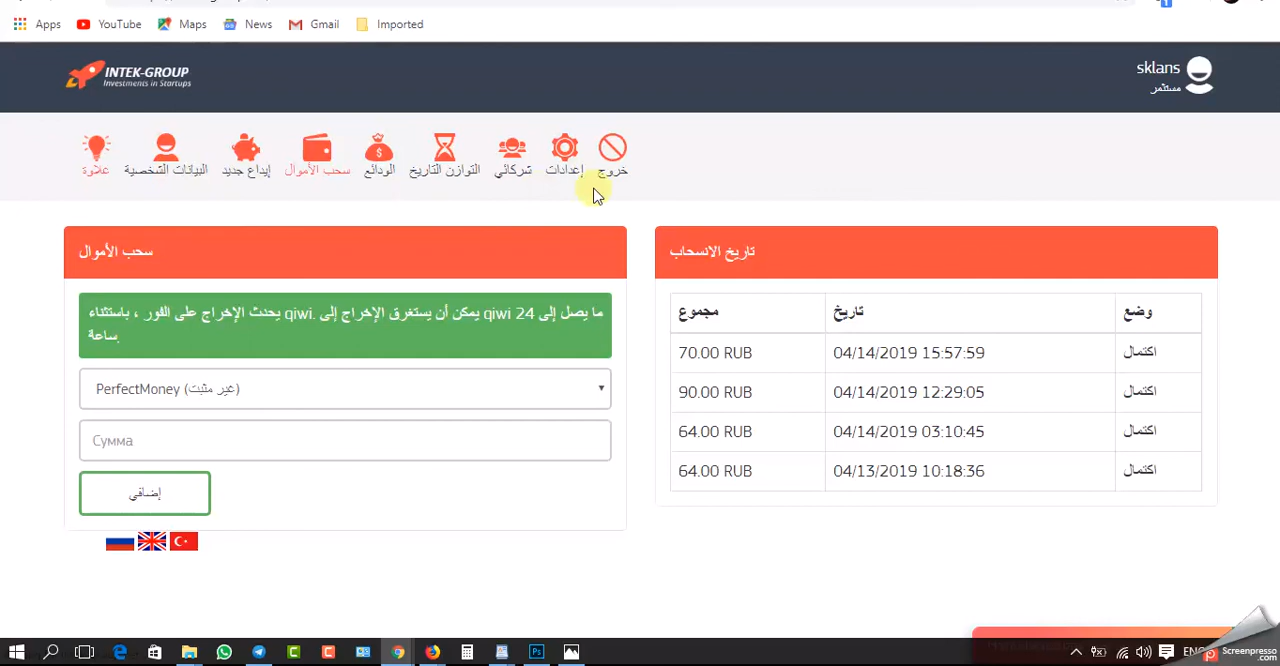 Apps YouTube Maps News Gmail Imported
INTEK-GROUP
Investments in Startups
sklans
مستثمر
علاوة البيانات الشخصية إيداع جديد سحب الأموال الودائع التوازن التاريخ شركائي إعدادات خروج
سحب الأموال
ما يصل إلى 24 qiwi يمكن أن يستغرق الإخراج إلى .qiwi يحدث الإخراج على الفور ، باستثناء
ساعة.
PerfectMoney (غير مثبت)
Сумма
إضافي
تاريخ الانسحاب
مجموع تاريخ وضع
70.00 RUB 04/14/2019 15:57:59 اكتمال
90.00 RUB 04/14/2019 12:29:05 اكتمال
64.00 RUB 04/14/2019 03:10:45 اكتمال
64.00 RUB 04/13/2019 10:18:36 اكتمال
Ps
Screenpresso
.com